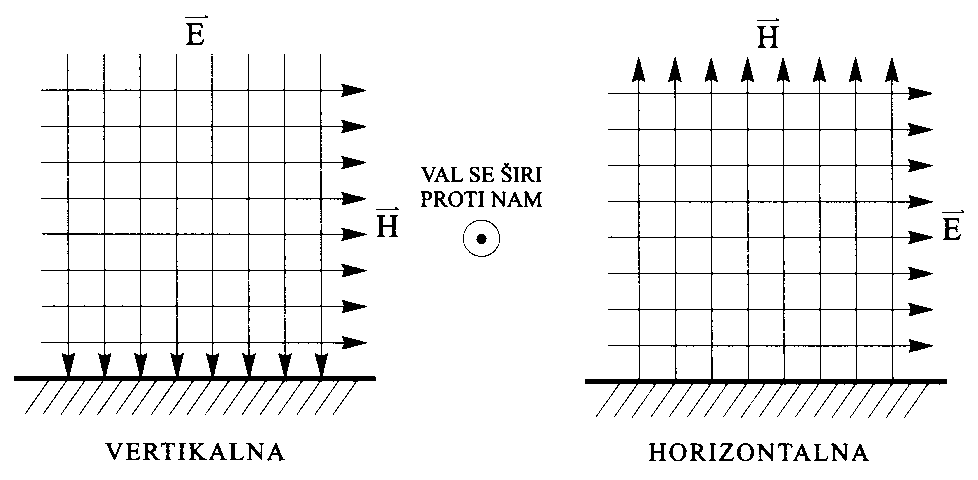 E
H
VAL SE ŠIRI
PROTI NAM
H
E
VERTIKALNA
HORIZONTALNA